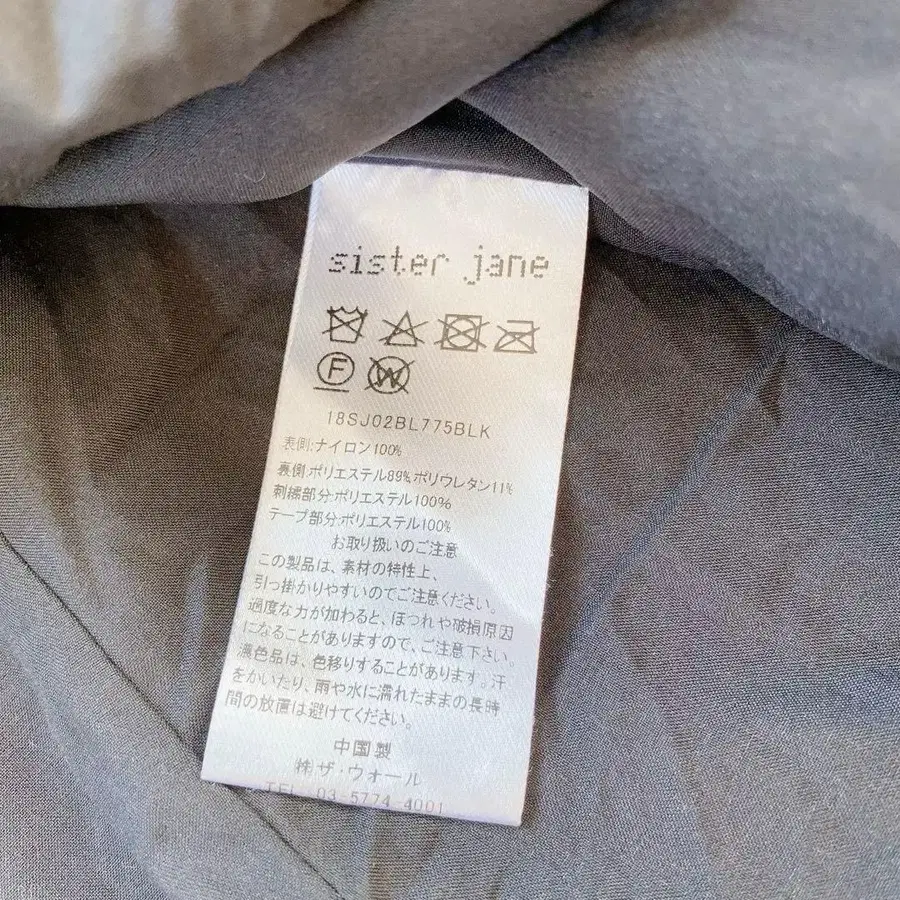 sister jane
F W
18SJ02BL775BLK
表側:ナイロン100%
裏側:ポリエステル89%ポリウレタン11%
刺繍部分:ポリエステル100%
テープ部分:ポリエステル100%
お取り扱いのご注意
この製品は、素材の特性上、
引っ掛かりやすいのでご注意ください。
過度な力が加わると、ほつれや破損原因
になることがありますので、ご注意下さい。
濃色品は、色移りすることがあります。汗
をかいたり、雨や水に濡れたままの長時
間の放置は避けてください。
中国製
㈱ザ・ウォール
TEL 03-5774-4001